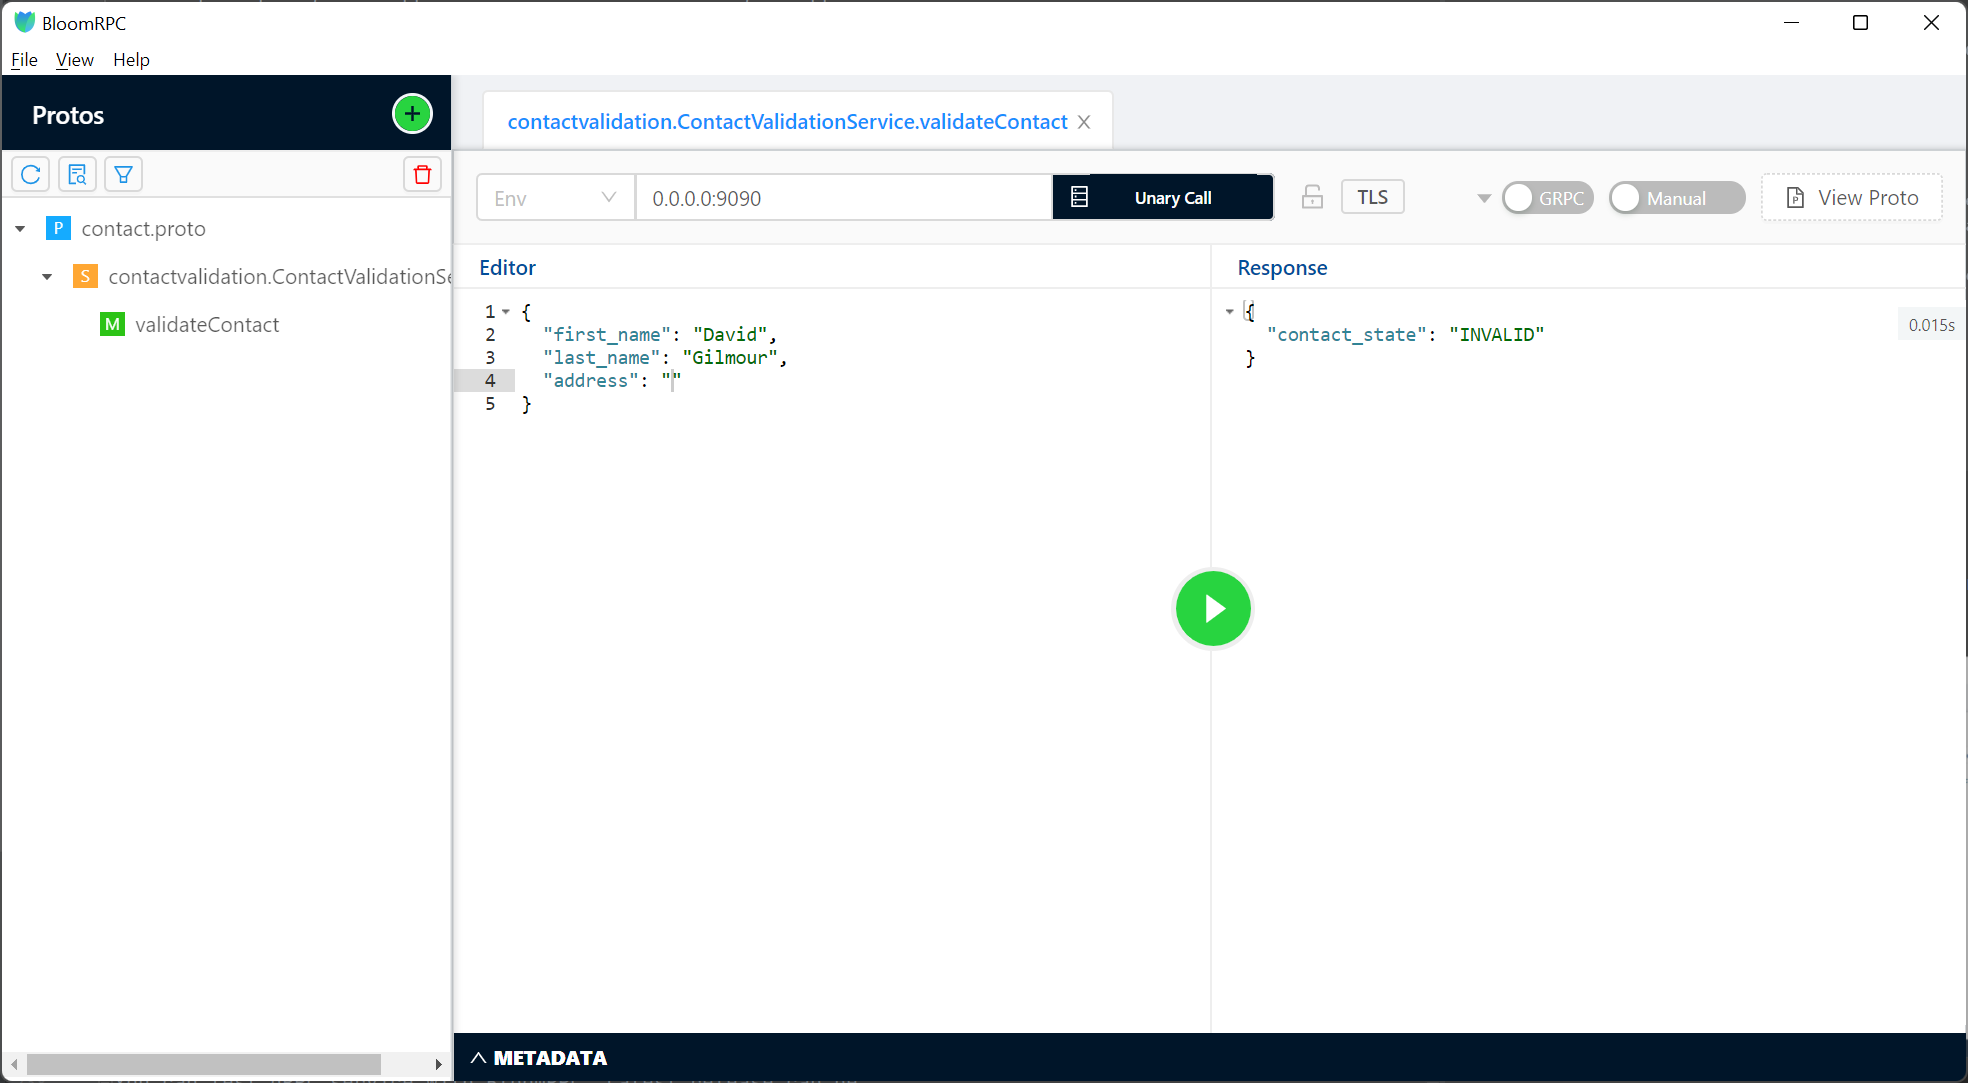 BloomRPC
File View Help
Protos
+
contactvalidation.ContactValidationService.validateContact
Env
0.0.0.0:9090
Unary Call
TLS
GRPC
Manual
View Proto
P contact.proto
S contactvalidation.ContactValidationSe
M validateContact
Editor
1 {
2 "first_name": "David",
3 "last_name": "Gilmour",
4 "address": ""
5 }
Response
{
"contact_state": "INVALID"
}
0.015s
METADATA